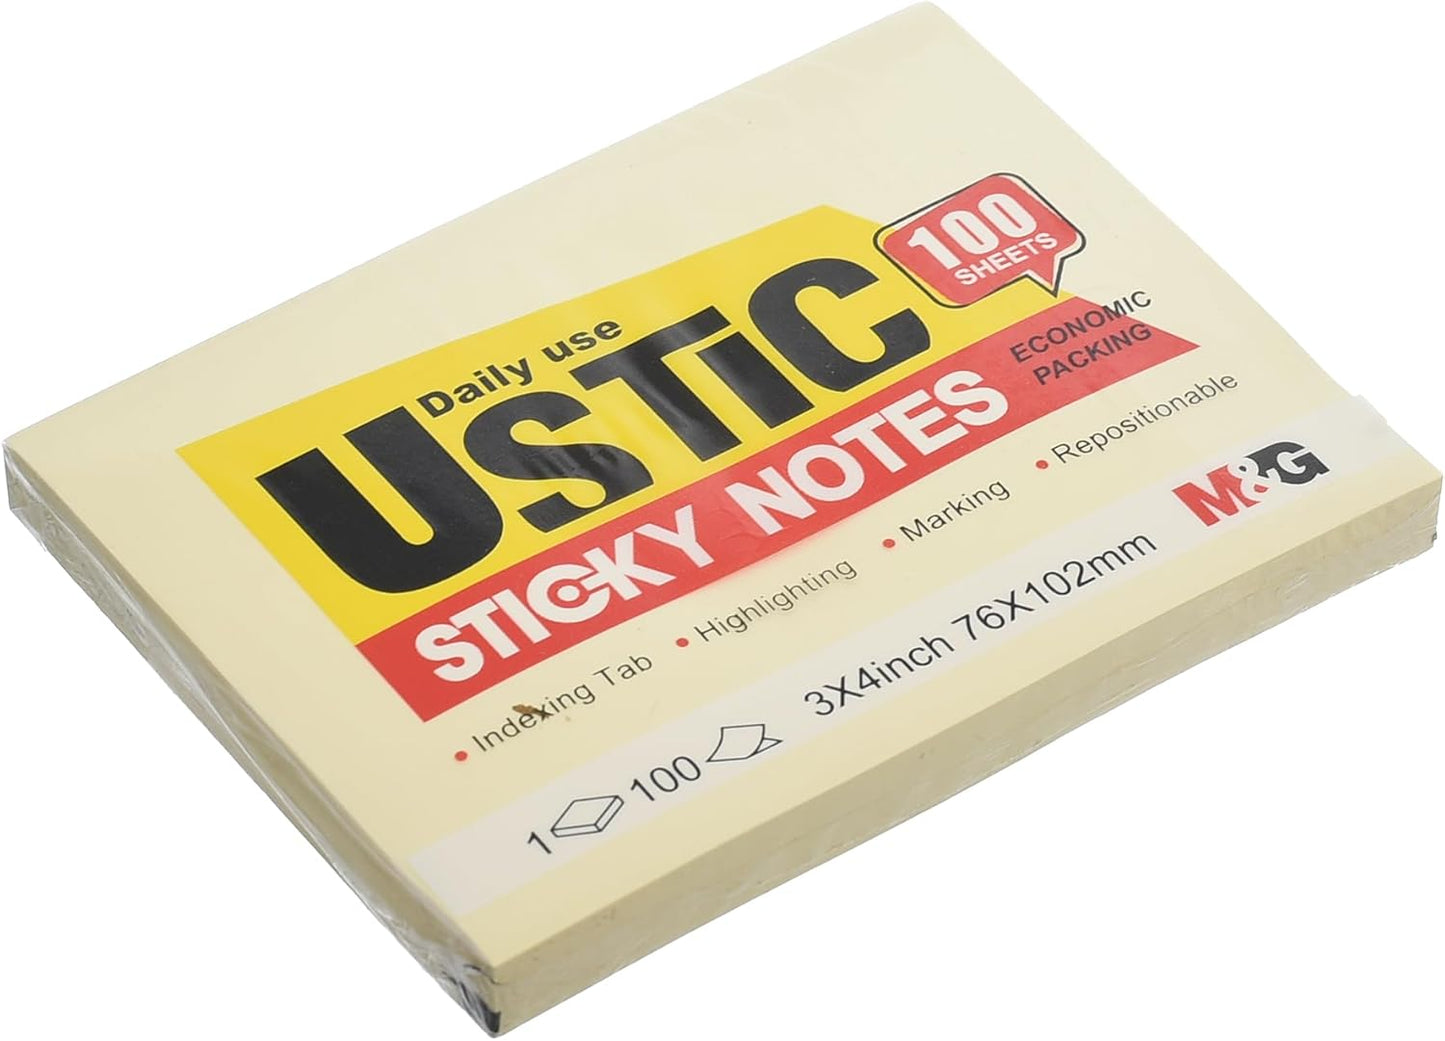 100
SHEETS
Daily use
USTiC
STICKY NOTES
ECONOMIC
PACKING
• Indexing Tab • Highlighting • Marking • Repositionable
1 100 3X4inch 76X102mm M&G